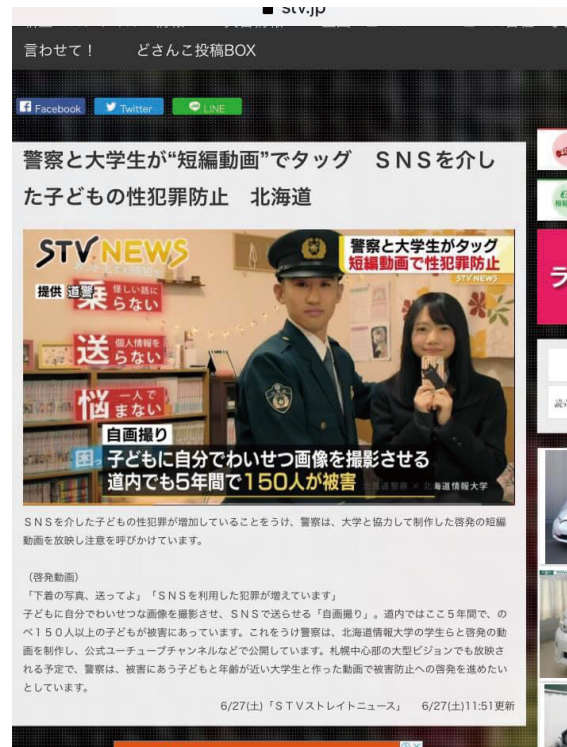 stv.jp
言わせて！ どさんこ投稿BOX
Facebook Twitter LINE
警察と大学生が“短編動画”でタッグ　ＳＮＳを介し
た子どもの性犯罪防止　北海道
STV NEWS
警察と大学生がタッグ
短編動画で性犯罪防止
STV NEWS
提供 道警
乗 怪しい話に
らない
送 個人情報を
らない
悩 一人で
まない
自画撮り
困っ
子どもに自分でわいせつ画像を撮影させる
道内でも5年間で150人が被害
北海道警察 × 北海道情報大学
ＳＮＳを介した子どもの性犯罪が増加していることをうけ、警察は、大学と協力して制作した啓発の短編
動画を放映し注意を呼びかけています。
（啓発動画）
「下着の写真、送ってよ」「ＳＮＳを利用した犯罪が増えています」
子どもに自分でわいせつな画像を撮影させ、ＳＮＳで送らせる「自画撮り」。道内ではここ５年間で、の
べ１５０人以上の子どもが被害にあっています。これをうけ警察は、北海道情報大学の学生らと啓発の動
画を制作し、公式ユーチューブチャンネルなどで公開しています。札幌中心部の大型ビジョンでも放映さ
れる予定で、警察は、被害にあう子どもと年齢が近い大学生と作った動画で被害防止への啓発を進めたい
としています。
6/27(土)「ＳＴＶストレイトニュース」　6/27(土)11:51更新